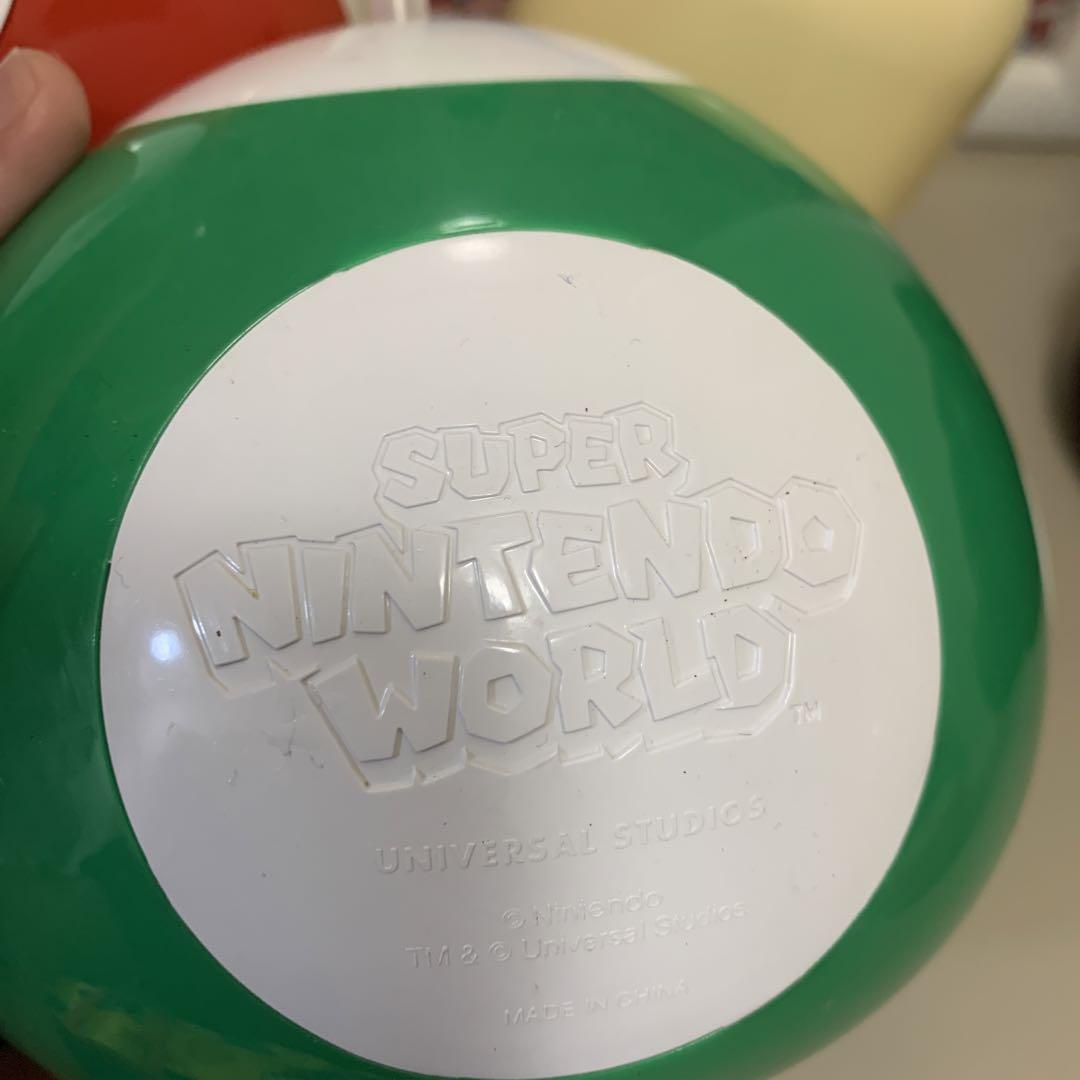 SUPER
NINTENDO
WORLD
TM
UNIVERSAL STUDIOS
© Nintendo
TM & © Universal Studios.
MADE IN CHINA